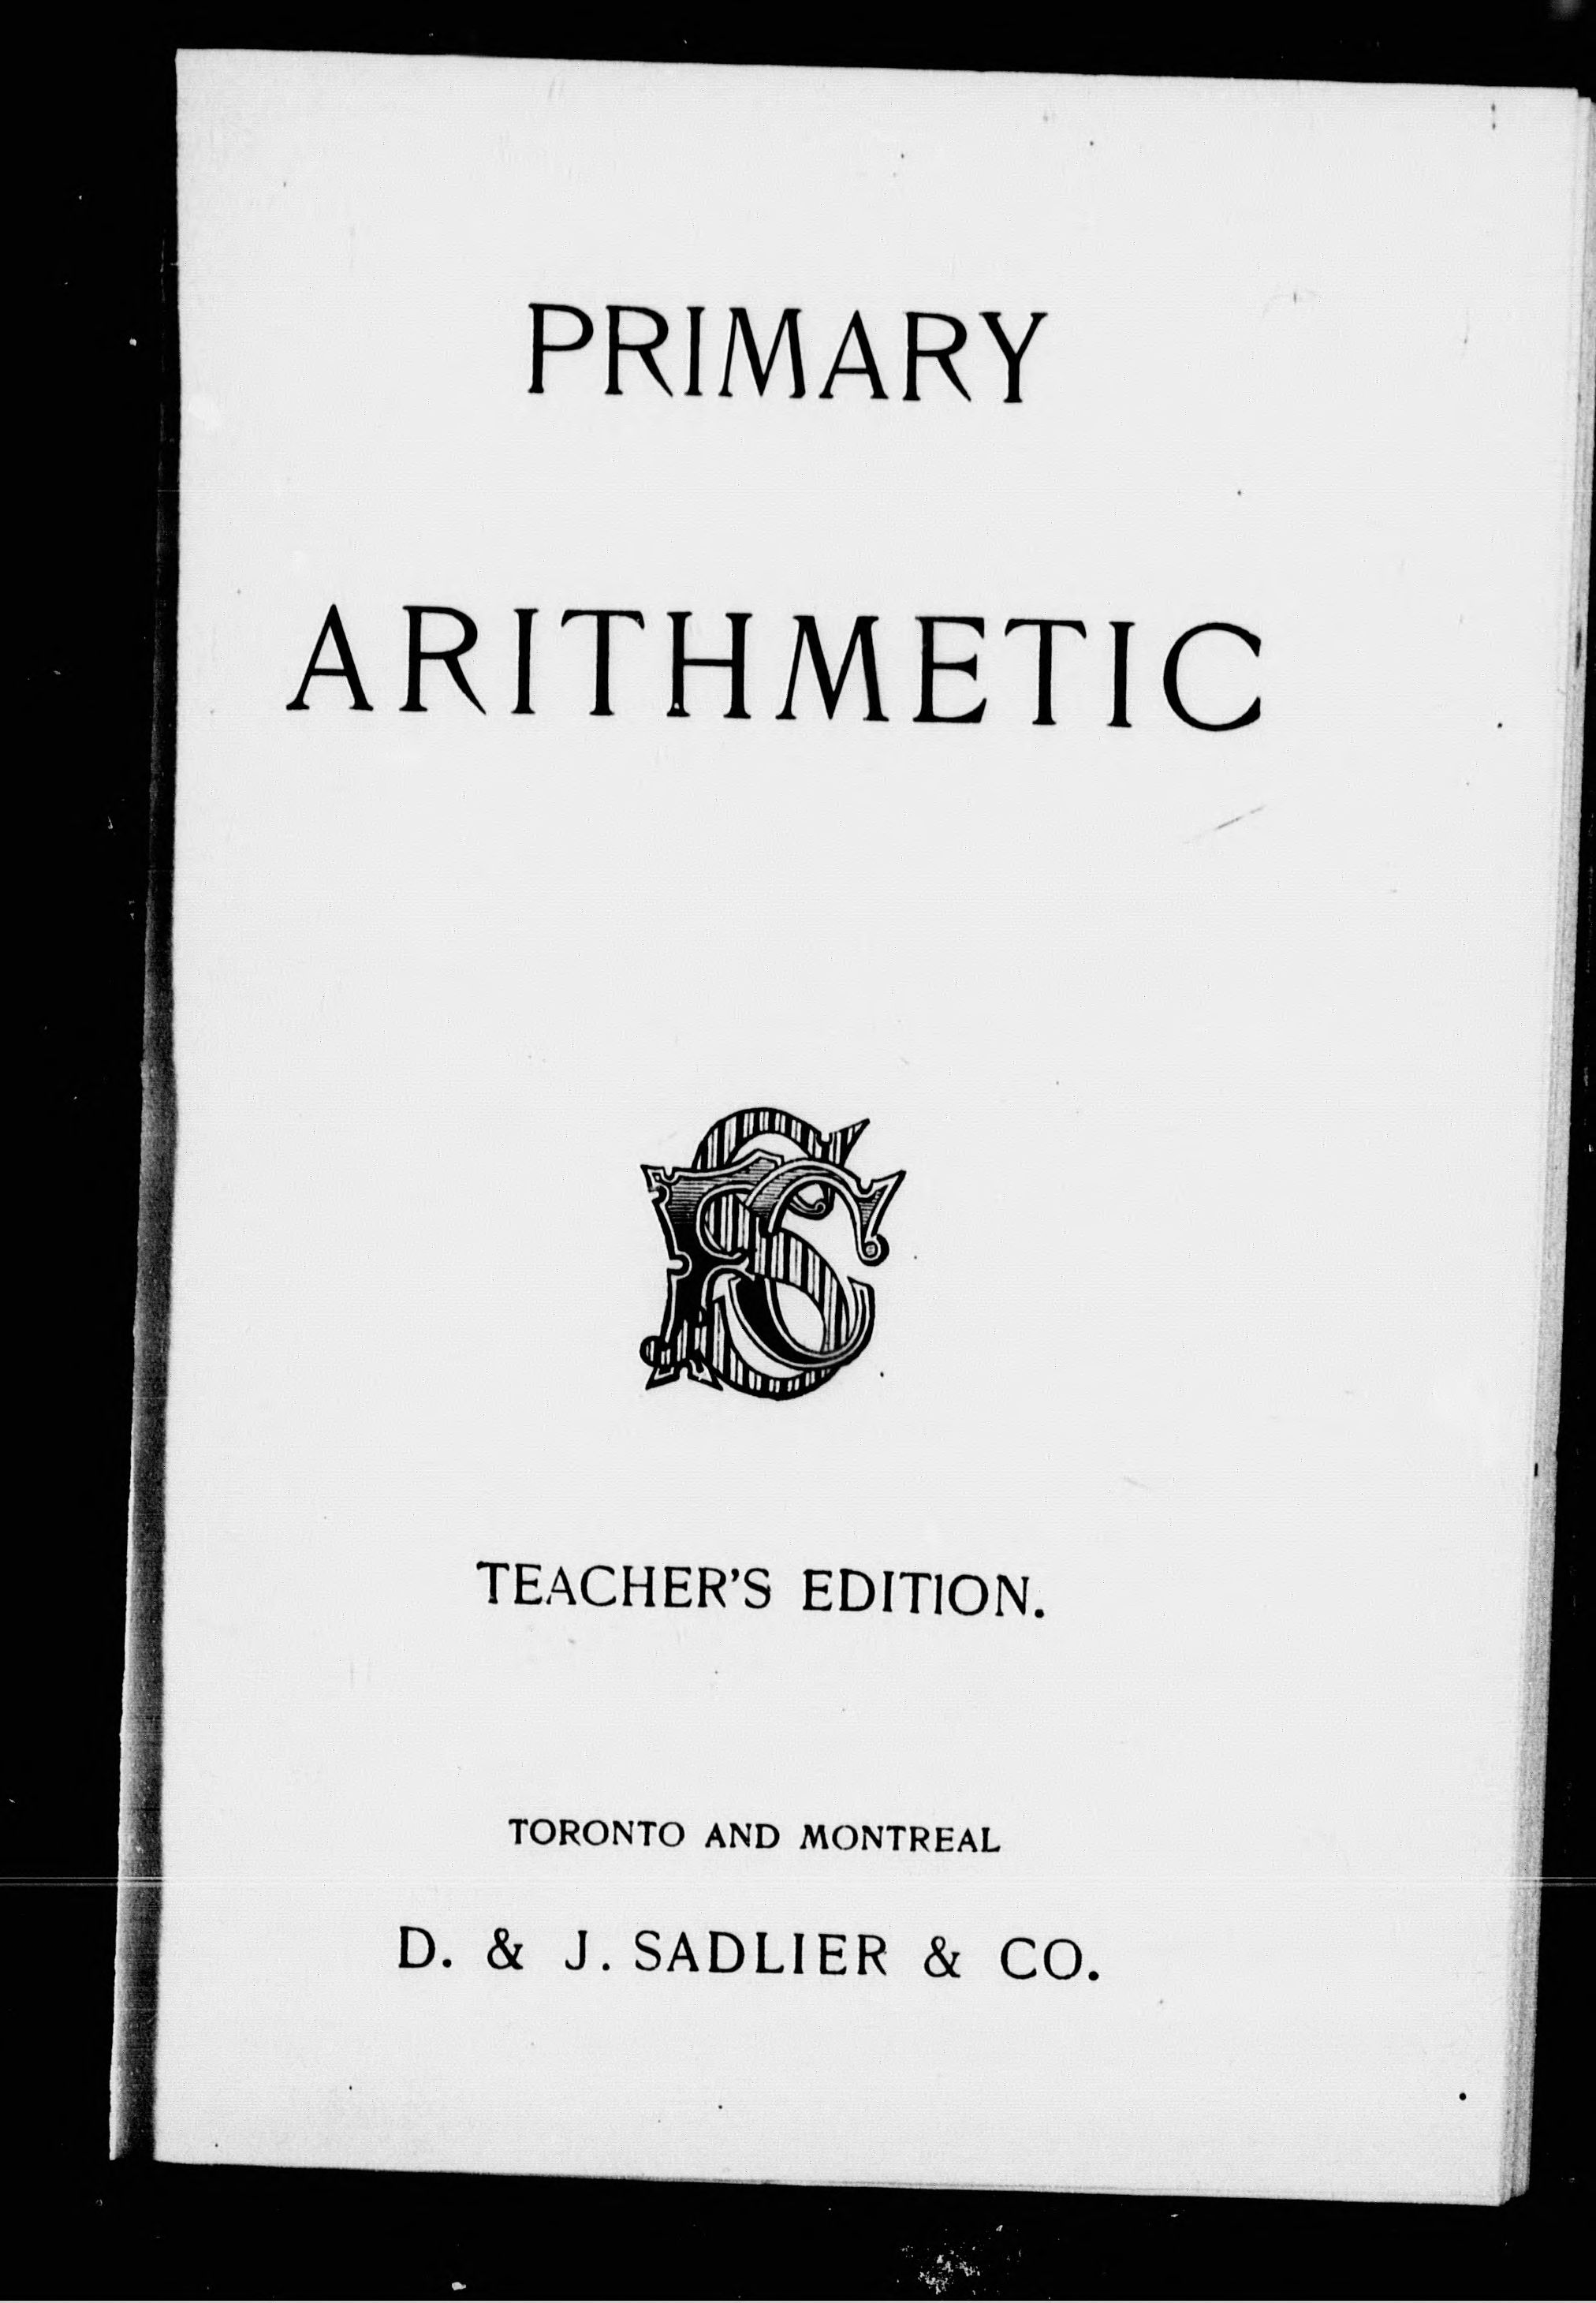 PRIMARY
ARITHMETIC
TEACHER'S EDITION.
TORONTO AND MONTREAL
D. & J. SADLIER & CO.